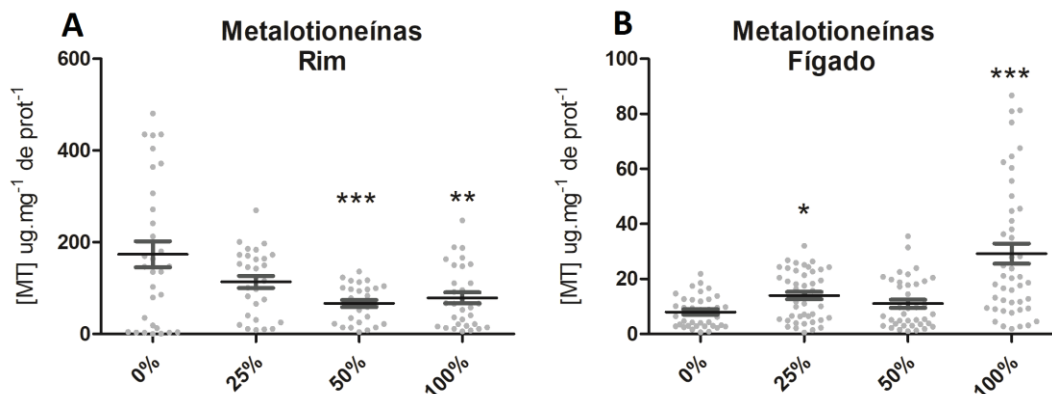 A
Metalotioneínas
Rim
[MT] ug.mg-1 de prot-1
600
400
200
0
***
**
0%
25%
50%
100%
B
Metalotioneínas
Fígado
[MT] ug.mg-1 de prot-1
100
80
60
40
20
0
*
***
0%
25%
50%
100%